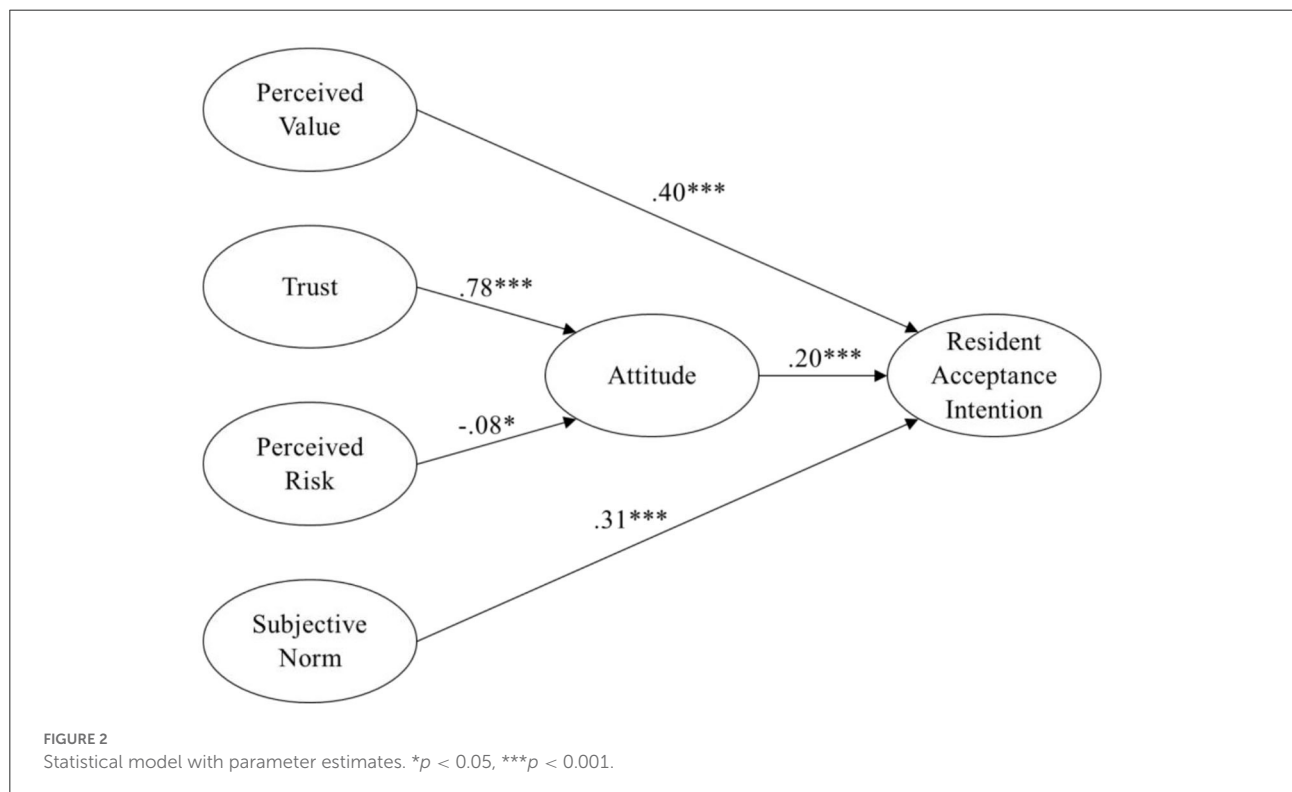 Perceived
Value
.40***
Trust
.78***
Attitude
.20***
Resident
Acceptance
Intention
Perceived
Risk
-.08*
.31***
Subjective
Norm
FIGURE 2
Statistical model with parameter estimates. *p < 0.05, ***p < 0.001.